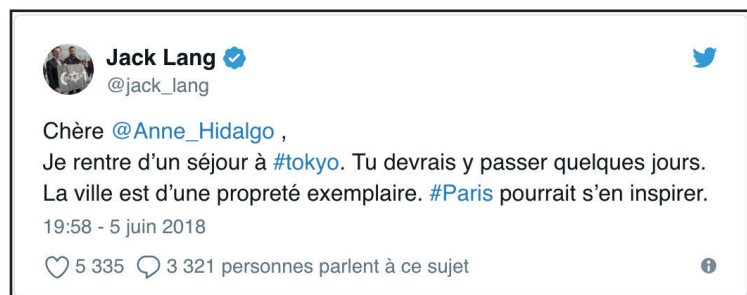 Jack Lang
@jack_lang
Chère @Anne_Hidalgo ,
Je rentre d’un séjour à #tokyo. Tu devrais y passer quelques jours.
La ville est d’une propreté exemplaire. #Paris pourrait s’en inspirer.
19:58 - 5 juin 2018
5 335 3 321 personnes parlent à ce sujet